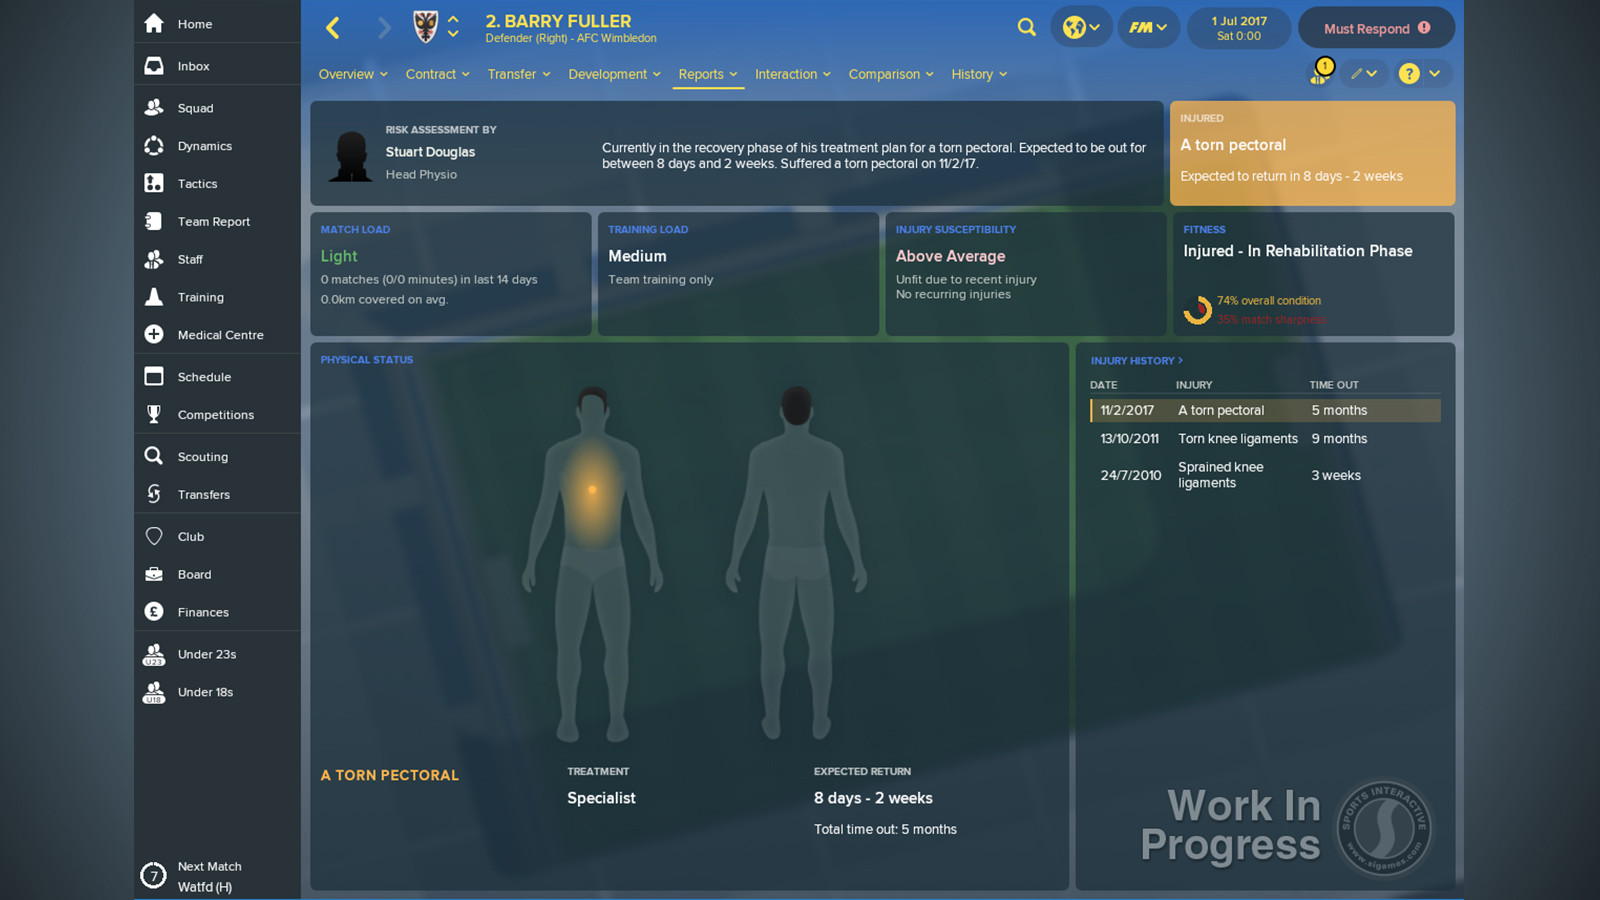 Home
Inbox
Squad
Dynamics
Tactics
Team Report
Staff
Training
Medical Centre
Schedule
Competitions
Scouting
Transfers
Club
Board
Finances
U23
Under 23s
U18
Under 18s
7
Next Match
Watfd (H)
2. BARRY FULLER
Defender (Right) - AFC Wimbledon
FM
1 Jul 2017
Sat 0:00
Must Respond
Overview
Contract
Transfer
Development
Reports
Interaction
Comparison
History
1
?
RISK ASSESSMENT BY
Stuart Douglas
Head Physio
Currently in the recovery phase of his treatment plan for a torn pectoral. Expected to be out for
between 8 days and 2 weeks. Suffered a torn pectoral on 11/2/17.
INJURED
A torn pectoral
Expected to return in 8 days - 2 weeks
MATCH LOAD
Light
0 matches (0/0 minutes) in last 14 days
0.0km covered on avg.
TRAINING LOAD
Medium
Team training only
INJURY SUSCEPTIBILITY
Above Average
Unfit due to recent injury
No recurring injuries
FITNESS
Injured - In Rehabilitation Phase
74% overall condition
35% match sharpness
PHYSICAL STATUS
A TORN PECTORAL
TREATMENT
Specialist
EXPECTED RETURN
8 days - 2 weeks
Total time out: 5 months
INJURY HISTORY >
DATE INJURY TIME OUT
11/2/2017 A torn pectoral 5 months
13/10/2011 Torn knee ligaments 9 months
24/7/2010 Sprained knee ligaments 3 weeks
Work In
Progress
SPORTS INTERACTIVE
www.sigames.com